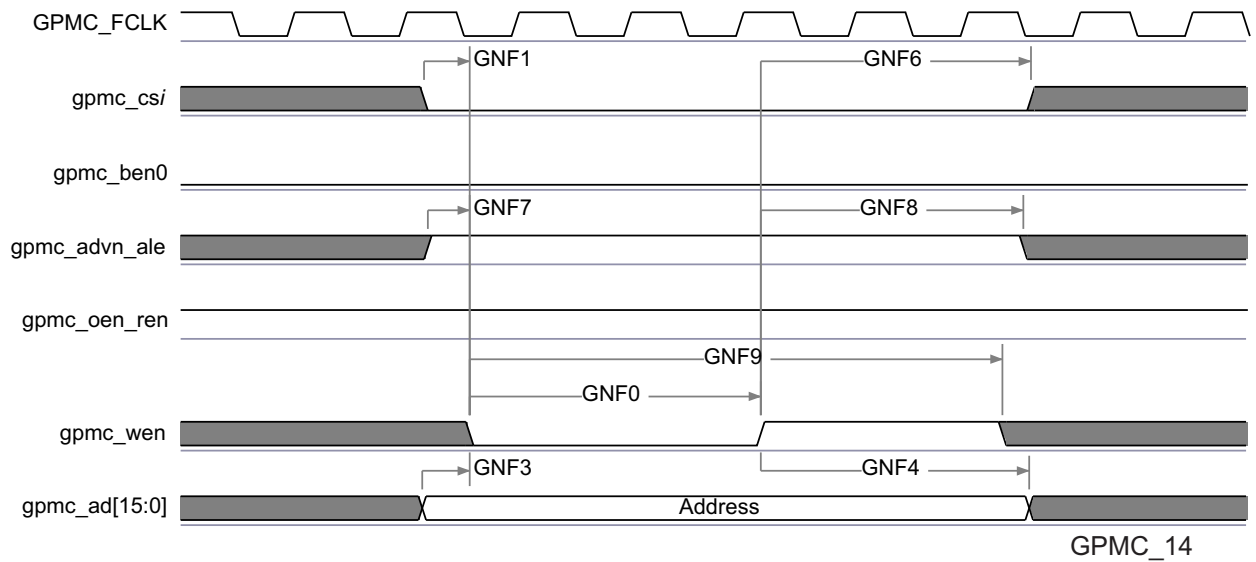 GPMC_FCLK
GNF1
GNF6
gpmc_csi
gpmc_ben0
GNF7
GNF8
gpmc_advn_ale
gpmc_oen_ren
GNF9
GNF0
gpmc_wen
GNF3
GNF4
gpmc_ad[15:0]
Address
GPMC_14